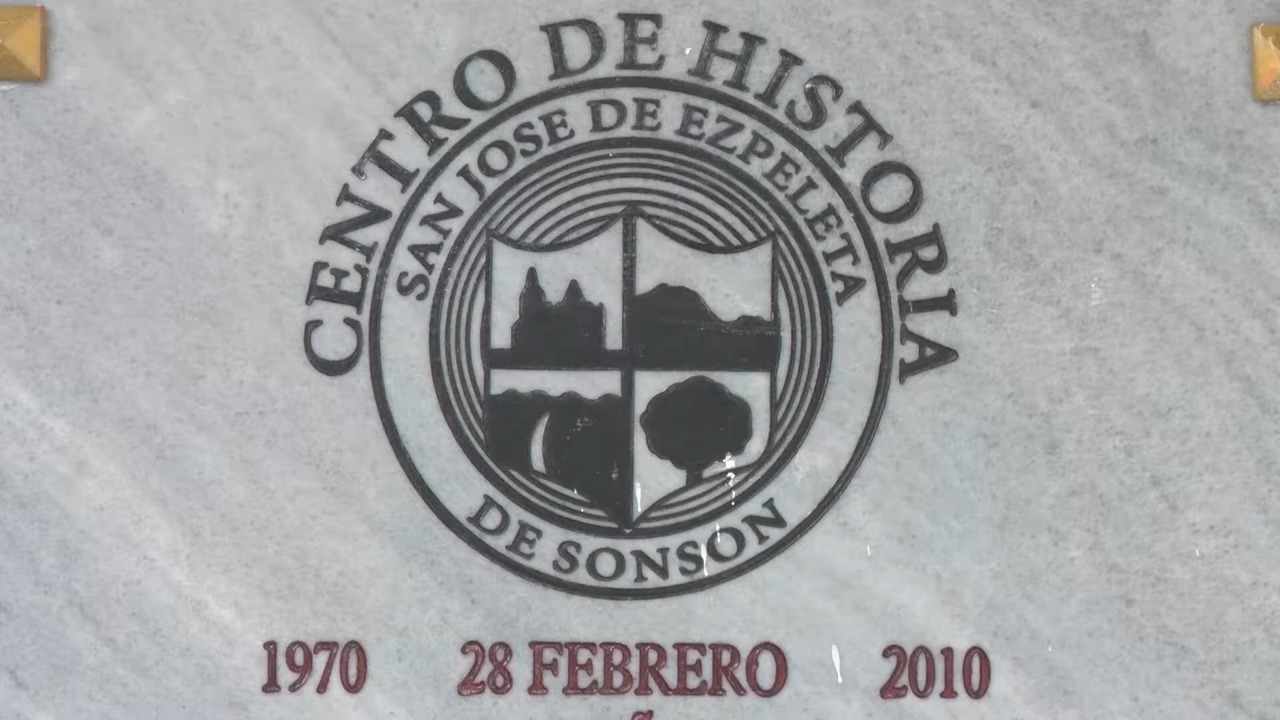 CENTRO DE HISTORIA
SAN JOSE DE EZPELETA
DE SONSON
1970 28 FEBRERO 2010